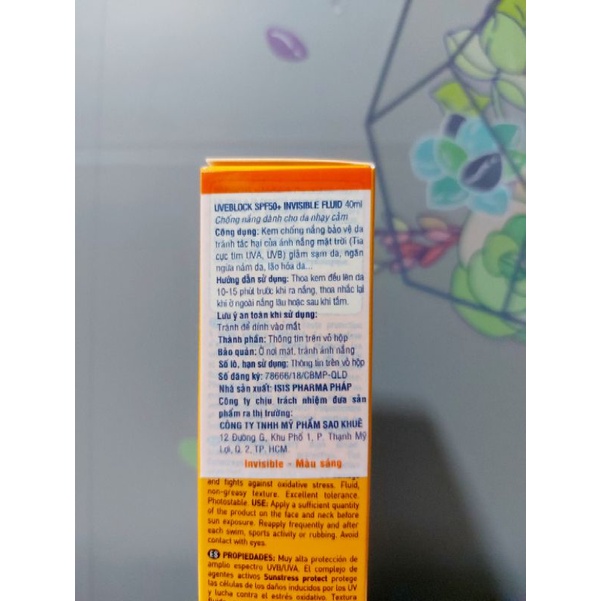 UVEBLOCK SPF50+ INVISIBLE FLUID 40ml
Chống nắng dành cho da nhạy cảm
Công dụng: Kem chống nắng bảo vệ da
tránh tác hại của ánh nắng mặt trời (Tia
cực tím UVA, UVB) giảm sạm da, ngăn
ngừa nám da, lão hóa da...
Hướng dẫn sử dụng: Thoa kem đều lên da
10-15 phút trước khi ra nắng, thoa nhắc lại
khi ở ngoài nắng lâu hoặc sau khi tắm.
Lưu ý an toàn khi sử dụng:
Tránh để dính vào mắt
Thành phần: Thông tin trên vỏ hộp
Bảo quản: Ở nơi mát, tránh ánh nắng
Số lô, hạn sử dụng: Thông tin trên vỏ hộp
Số đăng ký: 78666/18/CBMP-QLD
Nhà sản xuất: ISIS PHARMA PHÁP
Công ty chịu trách nhiệm đưa sản
phẩm ra thị trường:
CÔNG TY TNHH MỸ PHẨM SAO KHUÊ
12 Đường G, Khu Phố 1, P. Thạnh Mỹ
Lợi, Q. 2, TP. HCM.
Invisible - Màu sáng
and fights against oxidative stress. Fluid,
non-greasy texture. Excellent tolerance.
Photostable USE: Apply a sufficient quantity
of the product on the face and neck before
sun exposure. Reapply frequently and after
each swim, sports activity or rubbing. Avoid
contact with eyes.
ES PROPIEDADES: Muy alta protección de
amplio espectro UVB/UVA. El complejo de
agentes activos Sunstress protect protege
las células de los daños inducidos por los UV
y lucha contra el estrés oxidativo. Textura